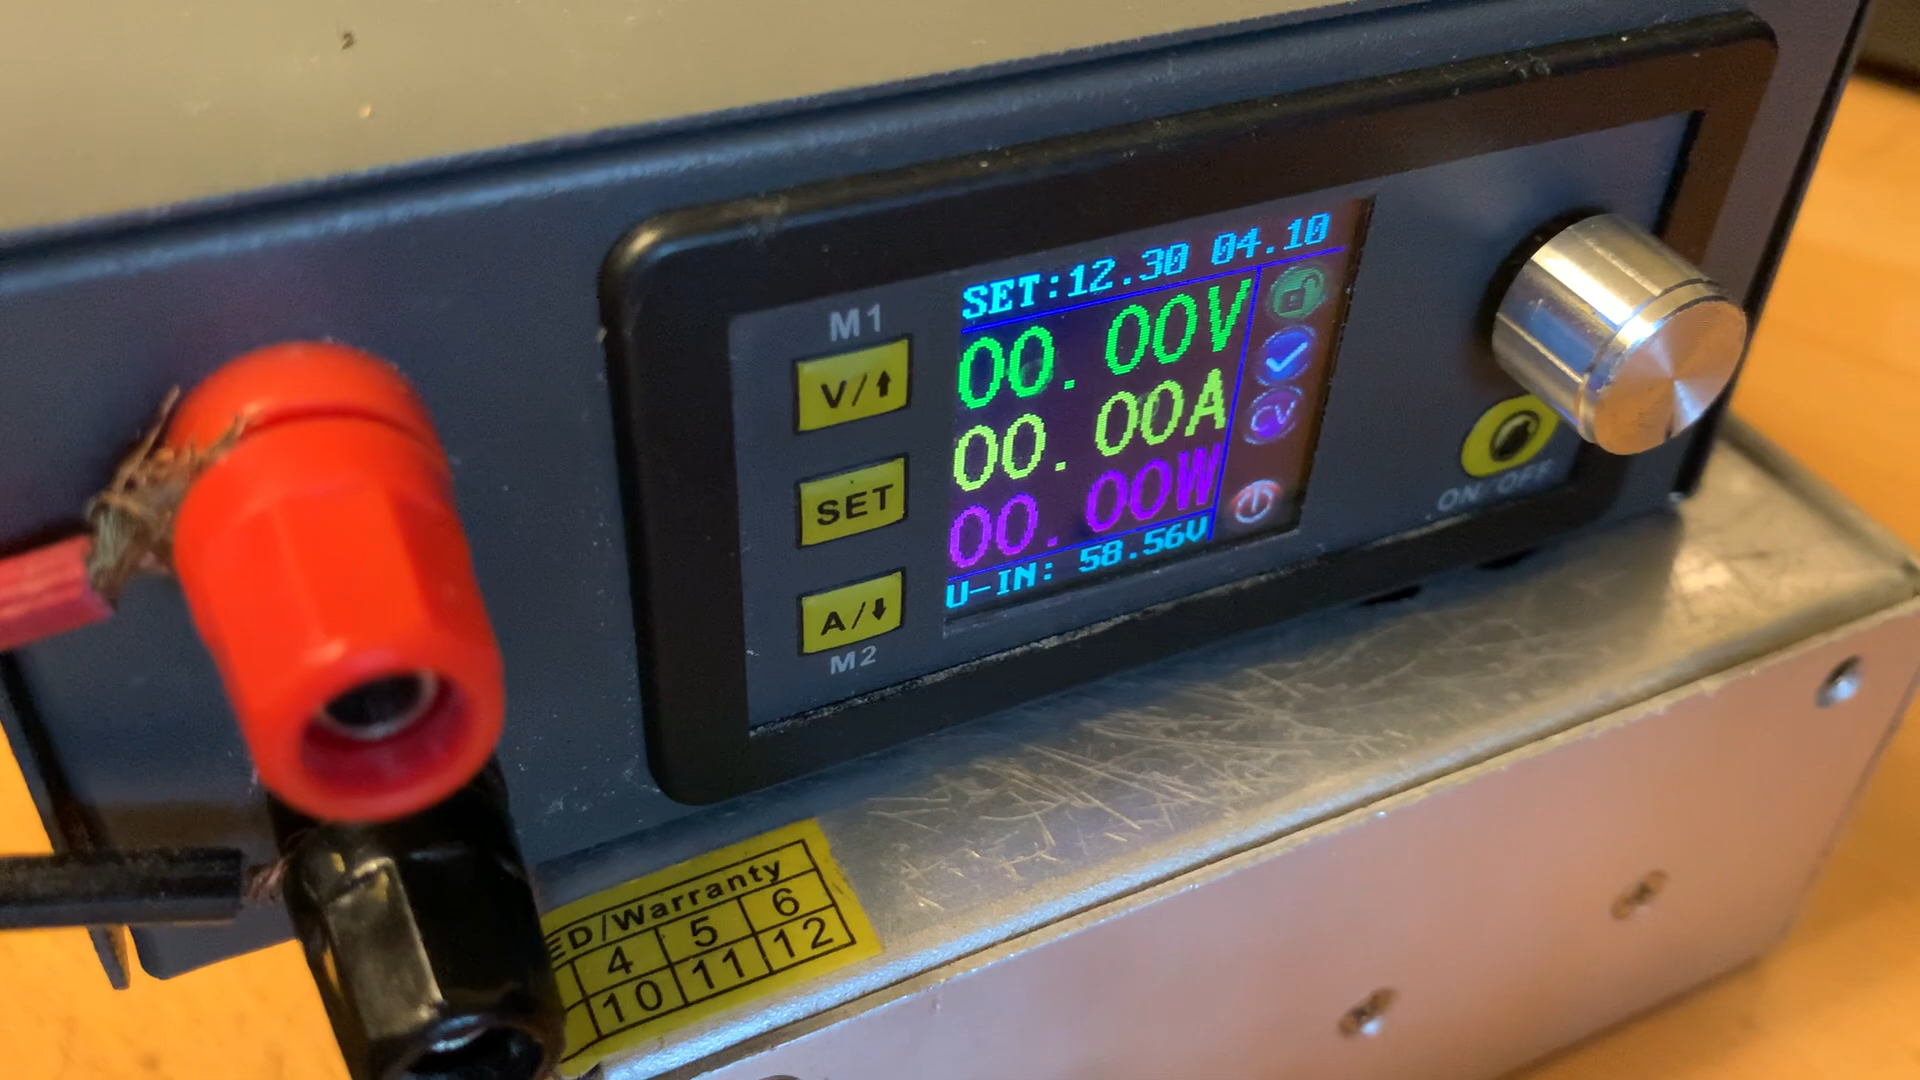 M1
V/↑
SET
A/↓
M2
SET:12.30 04.10
00.00V
00.00A
00.00W
U-IN: 58.56V
CV
ON/OFF
ED/Warranty
4 5 6
10 11 12